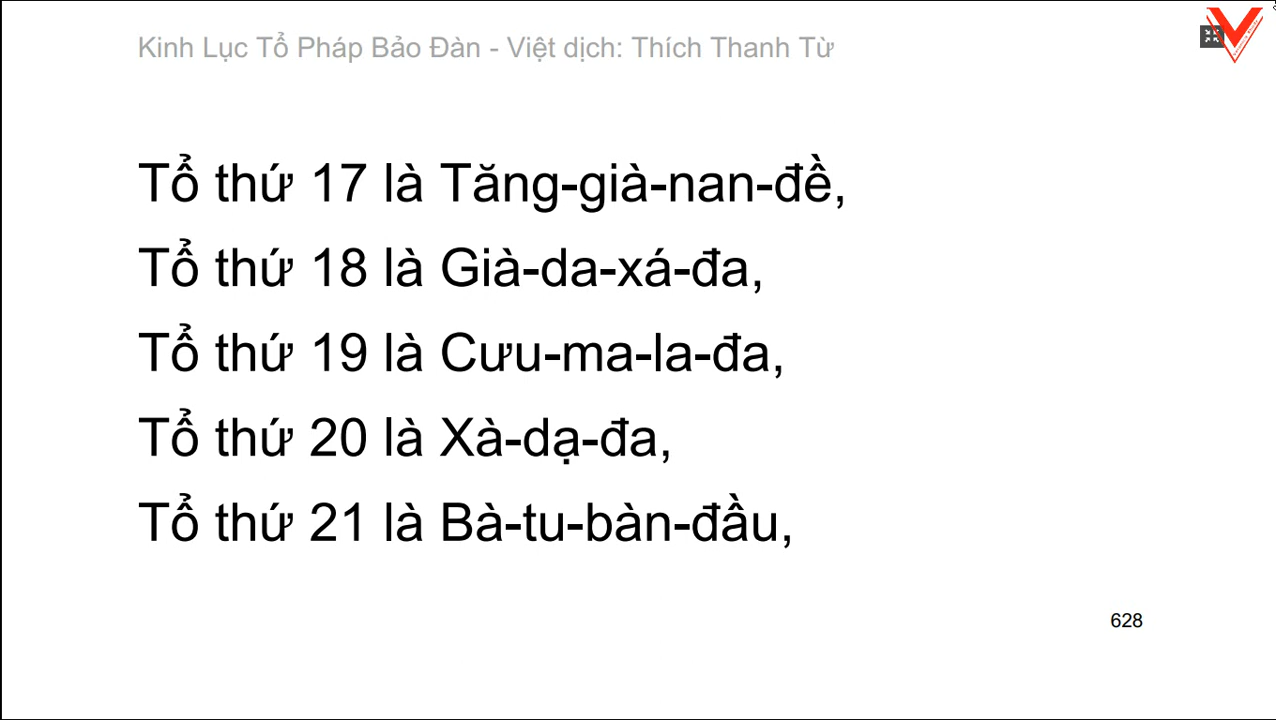 Kinh Lục Tổ Pháp Bảo Đàn - Việt dịch: Thích Thanh Từ
Tổ thứ 17 là Tăng-già-nan-đề,
Tổ thứ 18 là Già-da-xá-đa,
Tổ thứ 19 là Cưu-ma-la-đa,
Tổ thứ 20 là Xà-dạ-đa,
Tổ thứ 21 là Bà-tu-bàn-đầu,
628